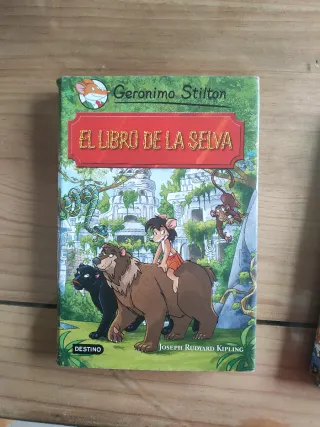 Geronimo Stilton
EL LIBRO DE LA SELVA
JOSEPH RUDYARD KIPLING
DESTINO